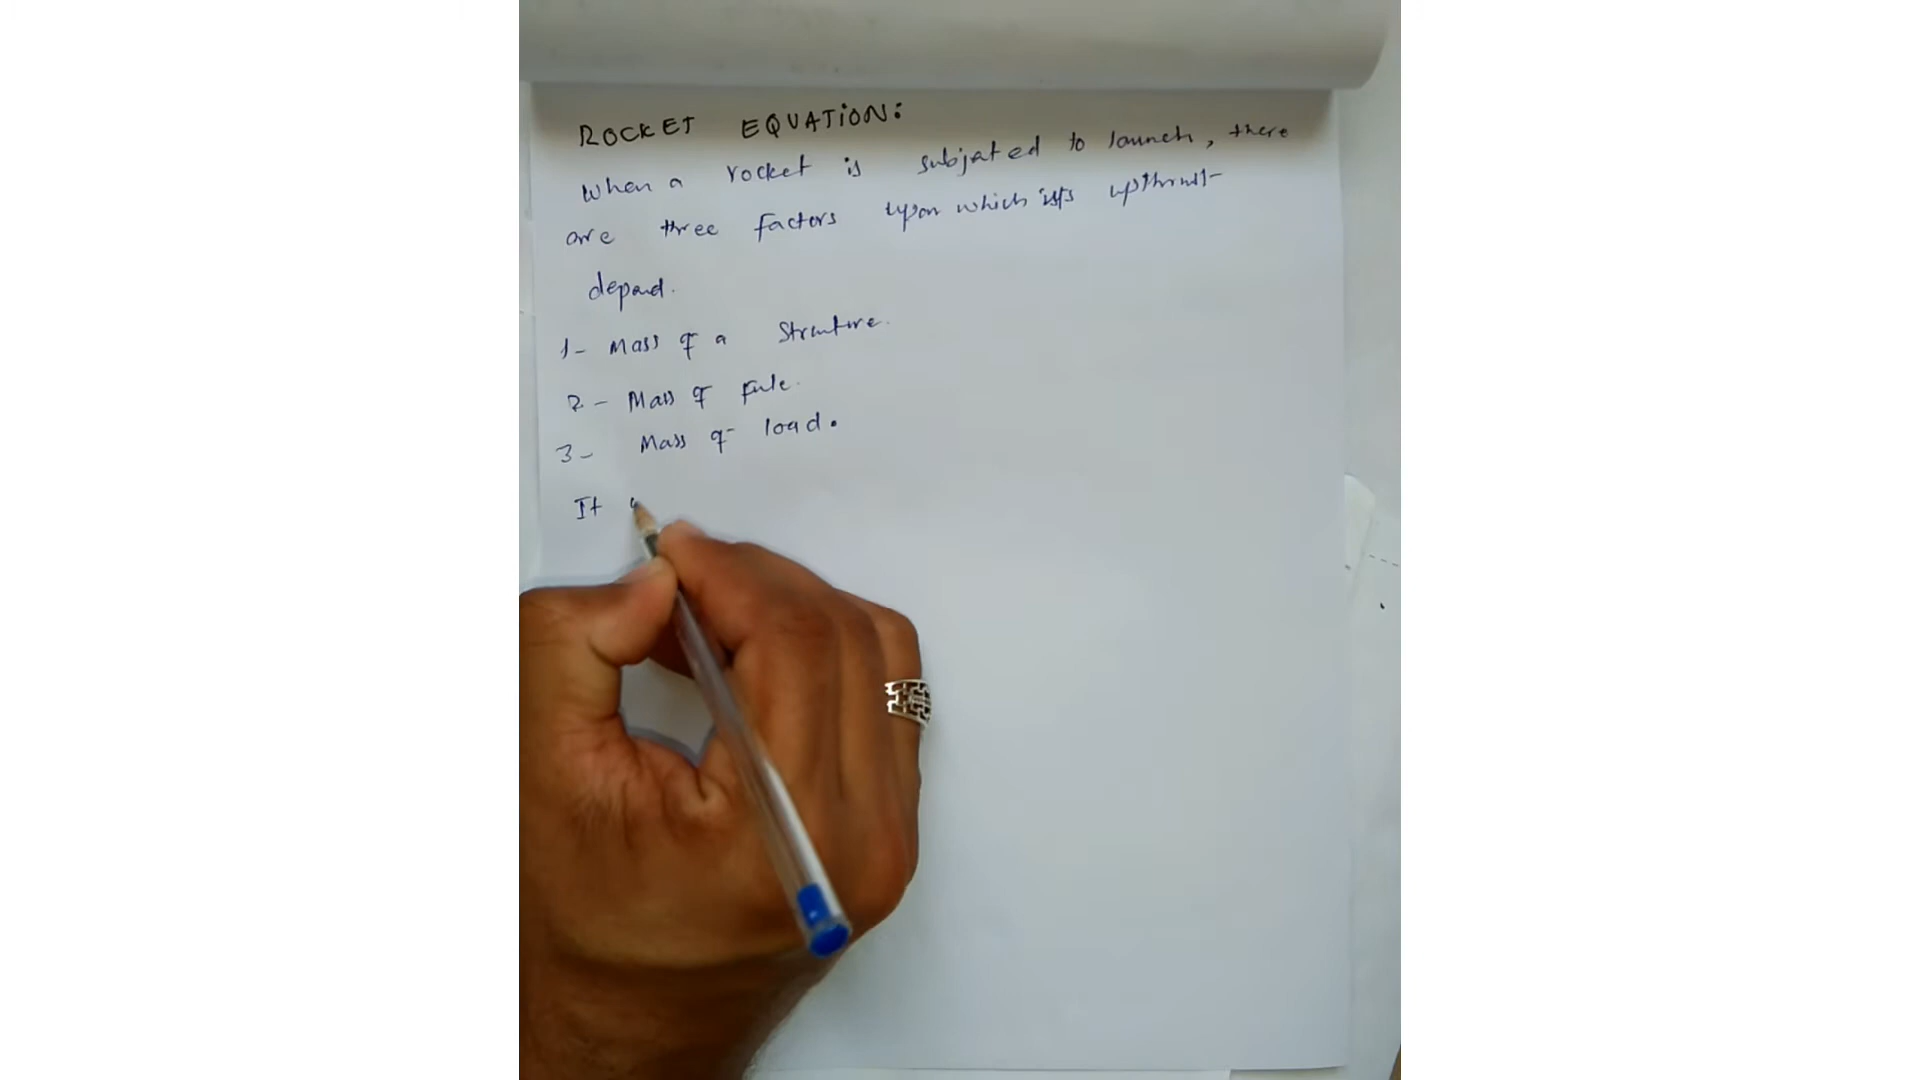 ROCKET EQUATION:
When a rocket is subjated to launch, there
are three factors upon which its upthrust
depend.
1- Mass of a Structure.
2- Mass of fule.
3- Mass of load.
It